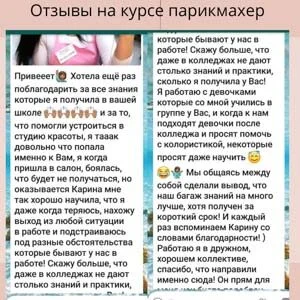 Отзывы на курсе парикмахер
Привееет Хотела ещё раз
поблагодарить за все знания
которые я получила в вашей
школе и за то,
что помогли устроиться в
студию красоты, я тааак
довольно что попала
именно к Вам, я когда
пришла в салон, боялась,
что будет не получаться, но
оказывается Карина мне
так хорошо научила, что я
даже когда теряюсь, нахожу
выход из любой ситуации
в работе и подстраиваюсь
под разные обстоятельства
которые бывают у нас в
работе! Скажу больше, что
даже в колледжах не дают
столько знаний и практики,
которые бывают у нас в
работе! Скажу больше, что
даже в колледжах не дают
столько знаний и практики,
сколько я получила у Вас!
Я работаю с девочками
которые со мной учились в
группе у Вас, и когда к нам
подходят девочки после
колледжа и просят помочь
с колористикой, некоторые
просят даже научить
Мы общаясь между
собой сделали вывод, что
наш багаж знаний на много
лучше, хотя получен за
короткий срок! И каждый
раз вспоминаем Карину со
словами благодарности! )
Работаю я в дружном,
хорошем коллективе,
спасибо, что направили
именно сюда! Он прям для